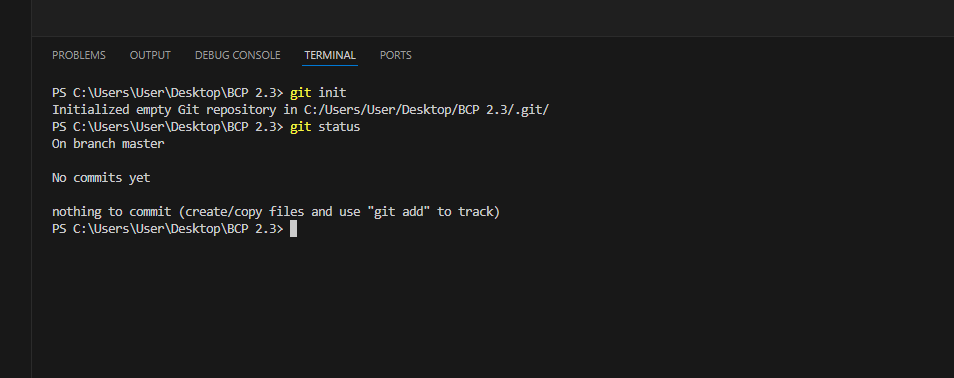 PROBLEMS OUTPUT DEBUG CONSOLE TERMINAL PORTS
PS C:\Users\User\Desktop\BCP 2.3> git init
Initialized empty Git repository in C:/Users/User/Desktop/BCP 2.3/.git/
PS C:\Users\User\Desktop\BCP 2.3> git status
On branch master
No commits yet
nothing to commit (create/copy files and use "git add" to track)
PS C:\Users\User\Desktop\BCP 2.3>